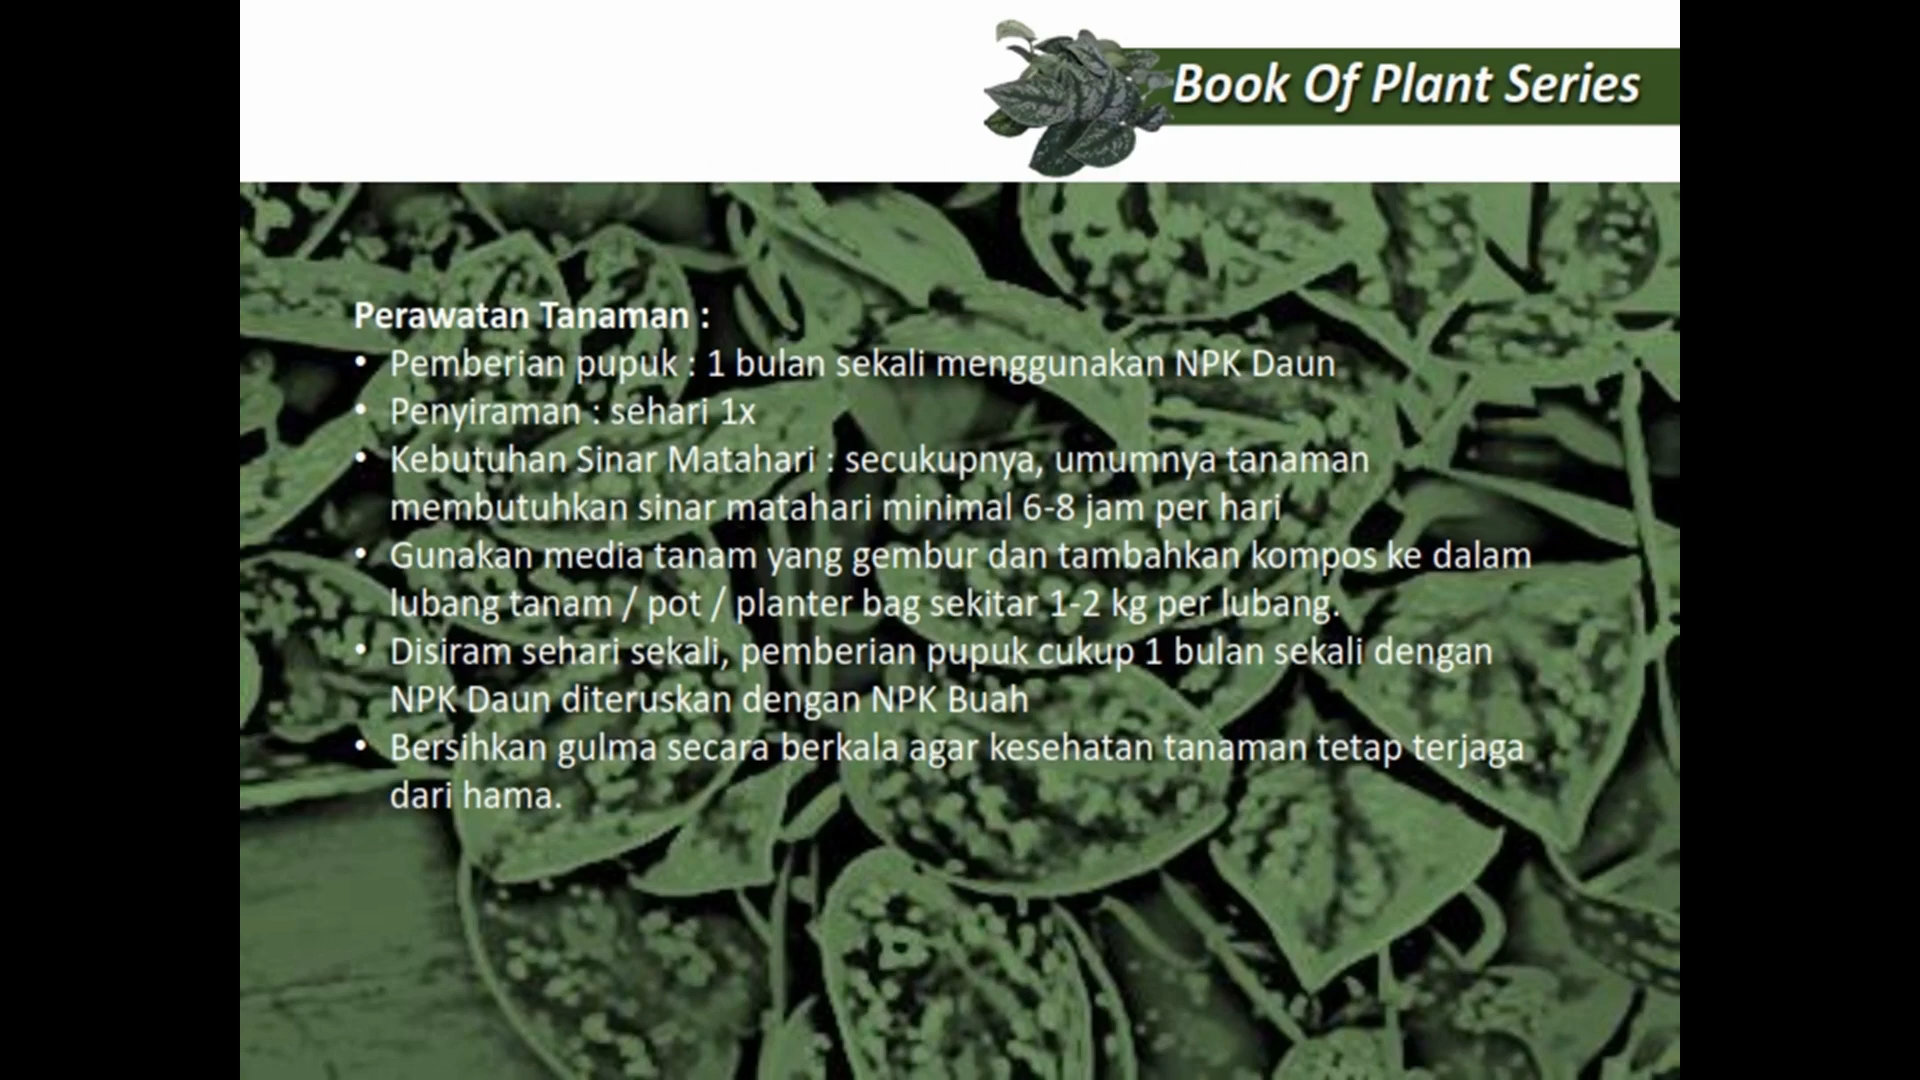 Book Of Plant Series
Perawatan Tanaman :
• Pemberian pupuk : 1 bulan sekali menggunakan NPK Daun
• Penyiraman : sehari 1x
• Kebutuhan Sinar Matahari : secukupnya, umumnya tanaman
membutuhkan sinar matahari minimal 6-8 jam per hari
• Gunakan media tanam yang gembur dan tambahkan kompos ke dalam
lubang tanam / pot / planter bag sekitar 1-2 kg per lubang.
• Disiram sehari sekali, pemberian pupuk cukup 1 bulan sekali dengan
NPK Daun diteruskan dengan NPK Buah
• Bersihkan gulma secara berkala agar kesehatan tanaman tetap terjaga
dari hama.